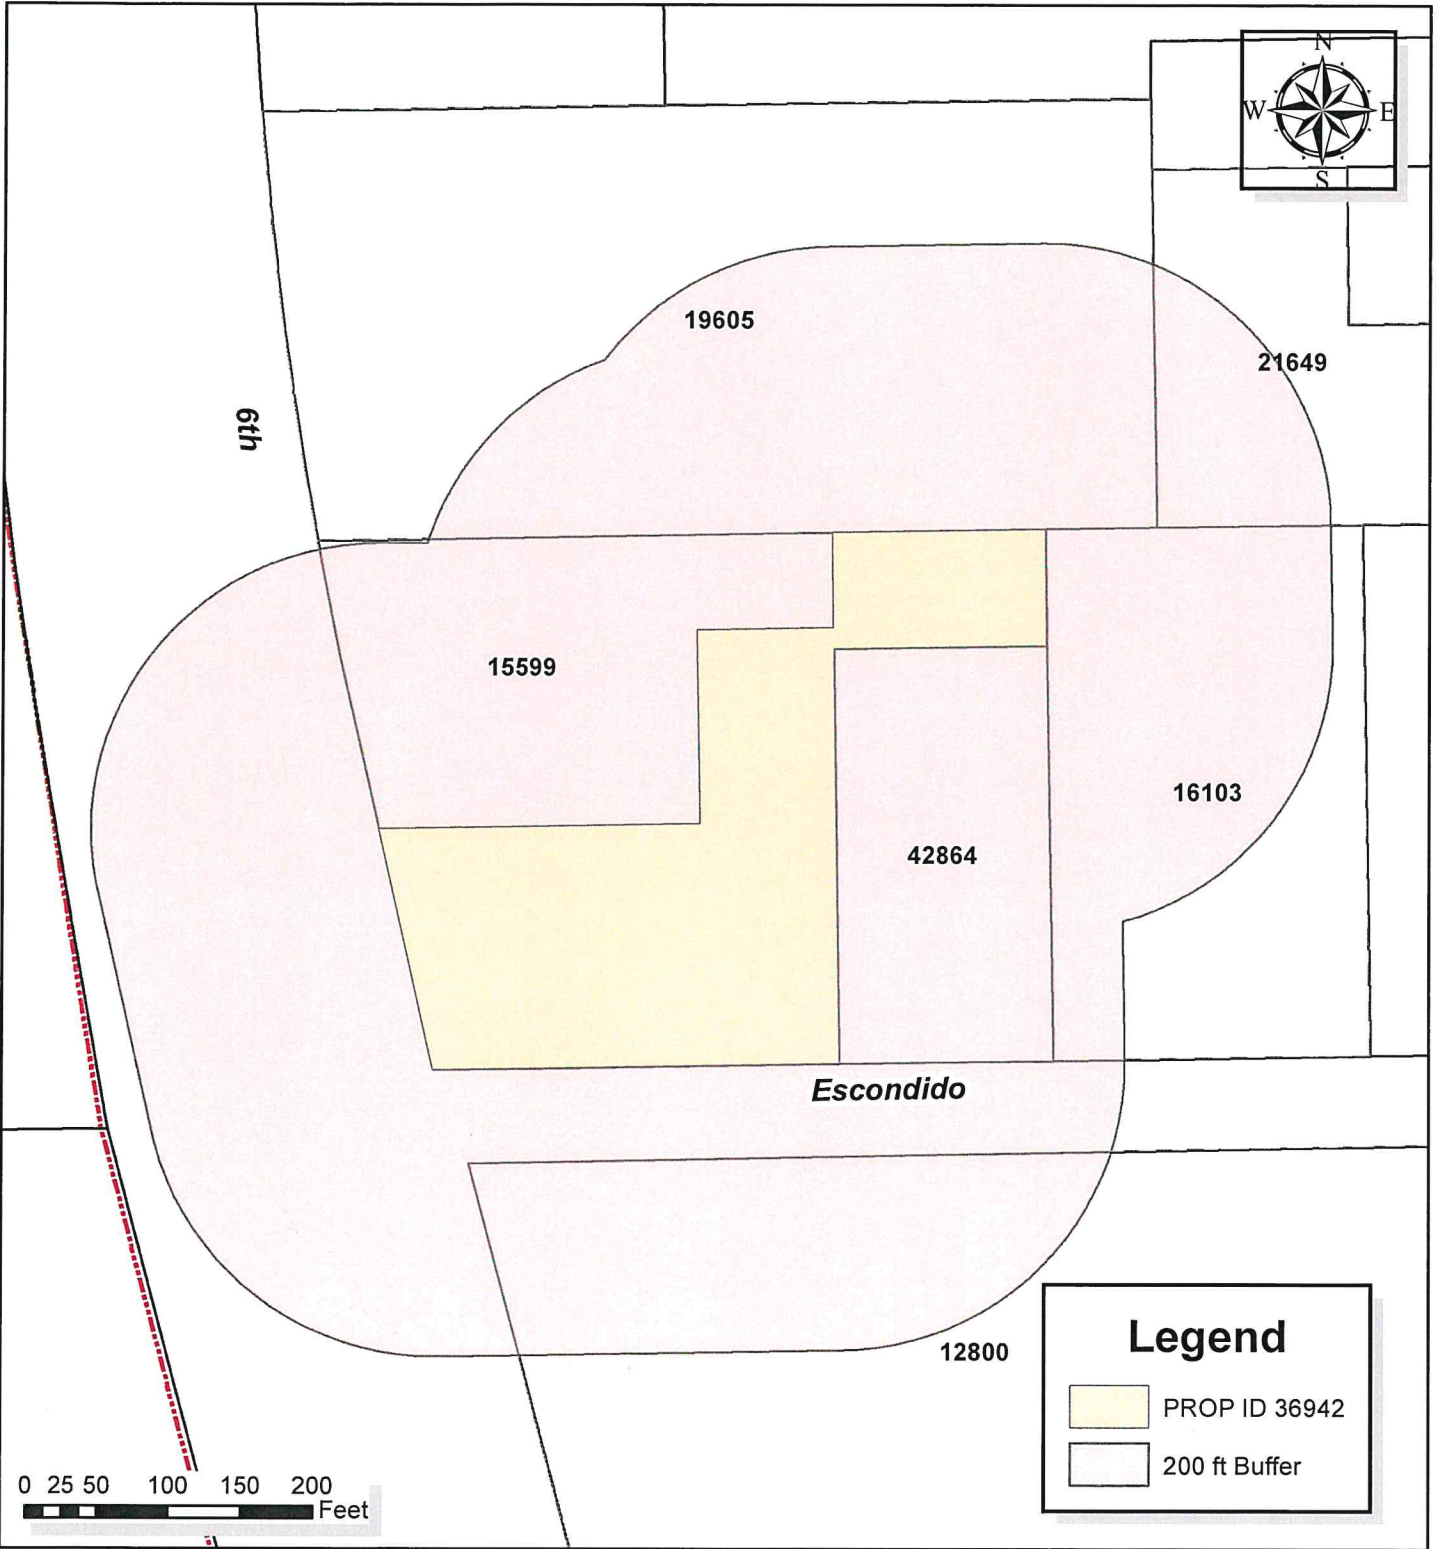 N
W E
S
19605
21649
6th
15599
16103
42864
Escondido
12800
Legend
PROP ID 36942
200 ft Buffer
0 25 50 100 150 200
Feet